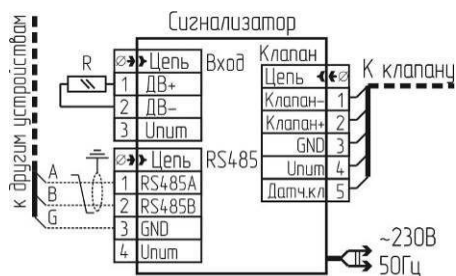 Сигнализатор
к другим устройствам
R
Цепь Вход
1 ДВ+
2 ДВ-
3 Uпит
Клапан
Цепь
Клапан- 1
Клапан+ 2
GND 3
Uпит 4
Датч.кл 5
К клапану
Цепь RS485
A 1 RS485A
B 2 RS485B
G 3 GND
4 Uпит
~230В
50Гц